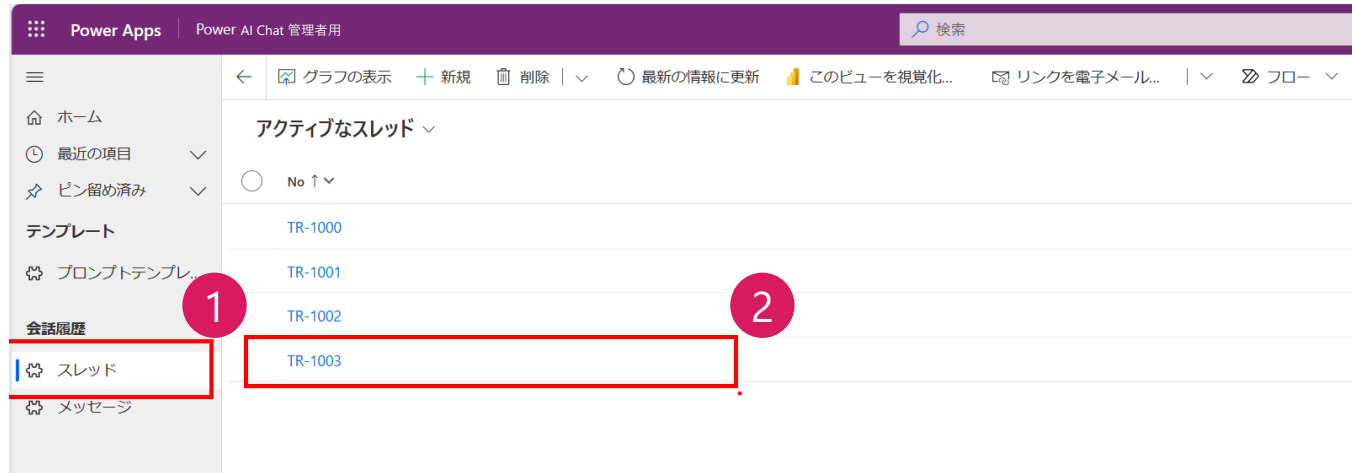 Power Apps Power AI Chat 管理者用 検索
グラフの表示 新規 削除 最新の情報に更新 このビューを視覚化... リンクを電子メール... フロー
ホーム
最近の項目
ピン留め済み
テンプレート
プロンプトテンプレ...
会話履歴
スレッド
メッセージ
アクティブなスレッド
No ↑
TR-1000
TR-1001
TR-1002
TR-1003
1
2